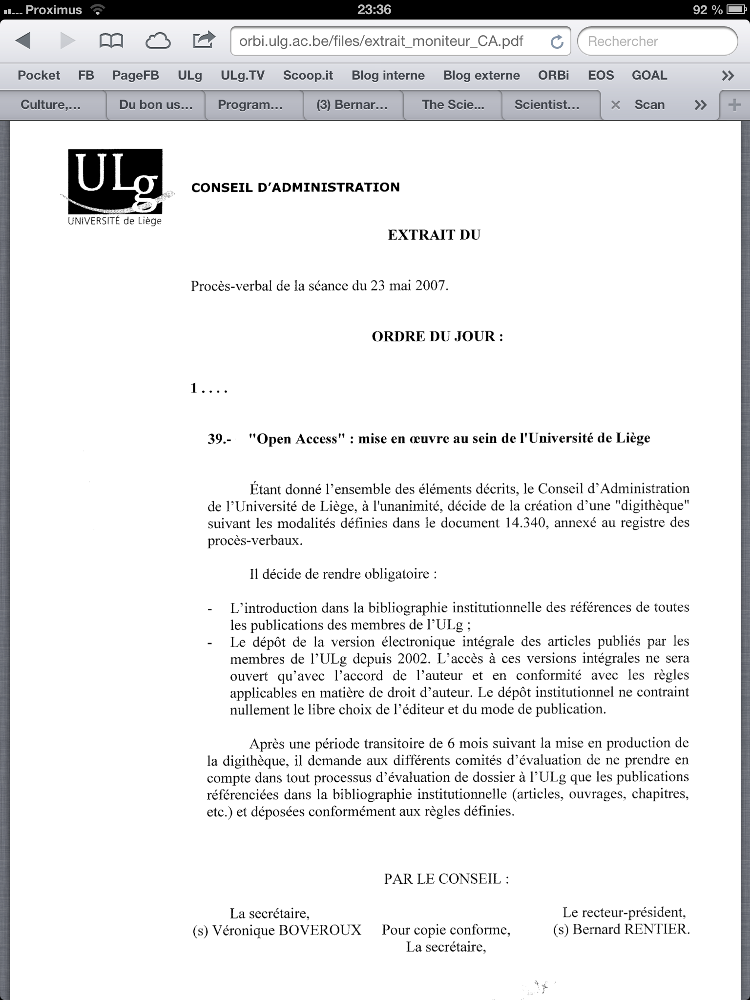 Proximus 23:36 92 %
orbi.ulg.ac.be/files/extrait_moniteur_CA.pdf Rechercher
Pocket FB PageFB ULg ULg.TV Scoop.it Blog interne Blog externe ORBi EOS GOAL »
Culture,... Du bon us... Program... (3) Bernar... The Scie... Scientist... × Scan » +
ULg
UNIVERSITÉ de Liège
CONSEIL D’ADMINISTRATION
EXTRAIT DU
Procès-verbal de la séance du 23 mai 2007.
ORDRE DU JOUR :
1 . . . .
39.- "Open Access" : mise en œuvre au sein de l'Université de Liège
Étant donné l’ensemble des éléments décrits, le Conseil d’Administration
de l’Université de Liège, à l'unanimité, décide de la création d’une "digithèque"
suivant les modalités définies dans le document 14.340, annexé au registre des
procès-verbaux.
Il décide de rendre obligatoire :
- L’introduction dans la bibliographie institutionnelle des références de toutes
les publications des membres de l’ULg ;
- Le dépôt de la version électronique intégrale des articles publiés par les
membres de l’ULg depuis 2002. L’accès à ces versions intégrales ne sera
ouvert qu’avec l’accord de l’auteur et en conformité avec les règles
applicables en matière de droit d’auteur. Le dépôt institutionnel ne contraint
nullement le libre choix de l’éditeur et du mode de publication.
Après une période transitoire de 6 mois suivant la mise en production de
la digithèque, il demande aux différents comités d’évaluation de ne prendre en
compte dans tout processus d’évaluation de dossier à l’ULg que les publications
référenciées dans la bibliographie institutionnelle (articles, ouvrages, chapitres,
etc.) et déposées conformément aux règles définies.
PAR LE CONSEIL :
La secrétaire, Le recteur-président,
(s) Véronique BOVEROUX Pour copie conforme, (s) Bernard RENTIER.
La secrétaire,